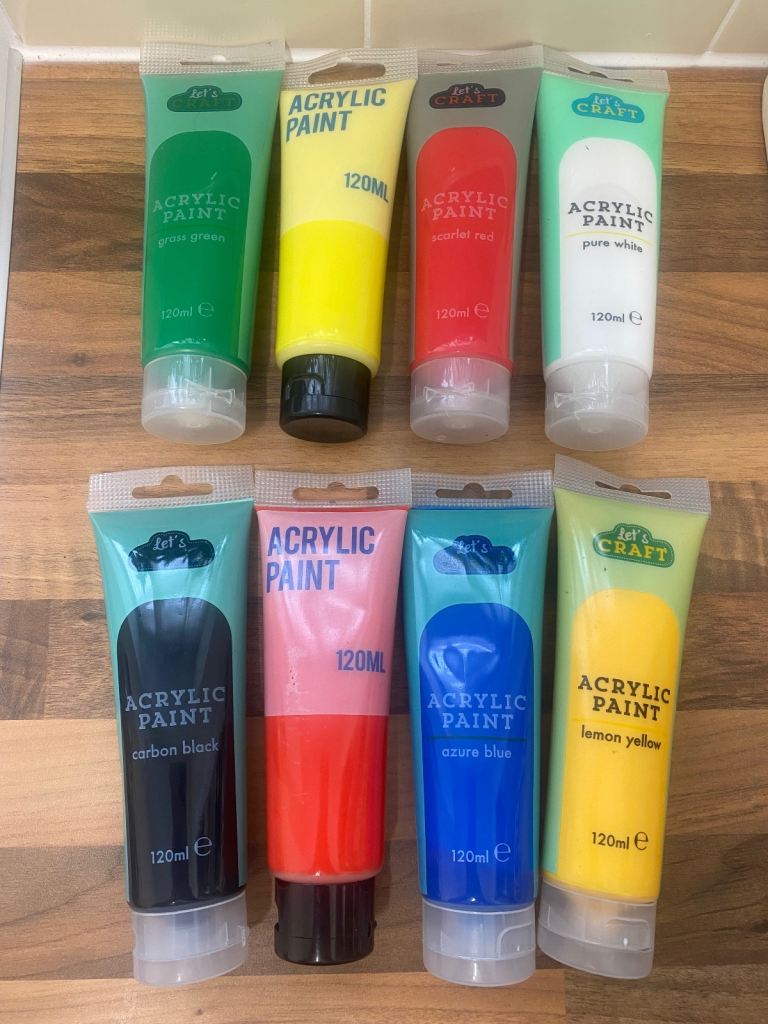 Let's
CRAFT
ACRYLIC
PAINT
grass green
120ml e
ACRYLIC
PAINT
120ML
Let's
CRAFT
ACRYLIC
PAINT
scarlet red
120ml e
Let's
CRAFT
ACRYLIC
PAINT
pure white
120ml e
Let's
ACRYLIC
PAINT
carbon black
120ml e
ACRYLIC
PAINT
120ML
Let's
ACRYLIC
PAINT
azure blue
120ml e
Let's
CRAFT
ACRYLIC
PAINT
lemon yellow
120ml e